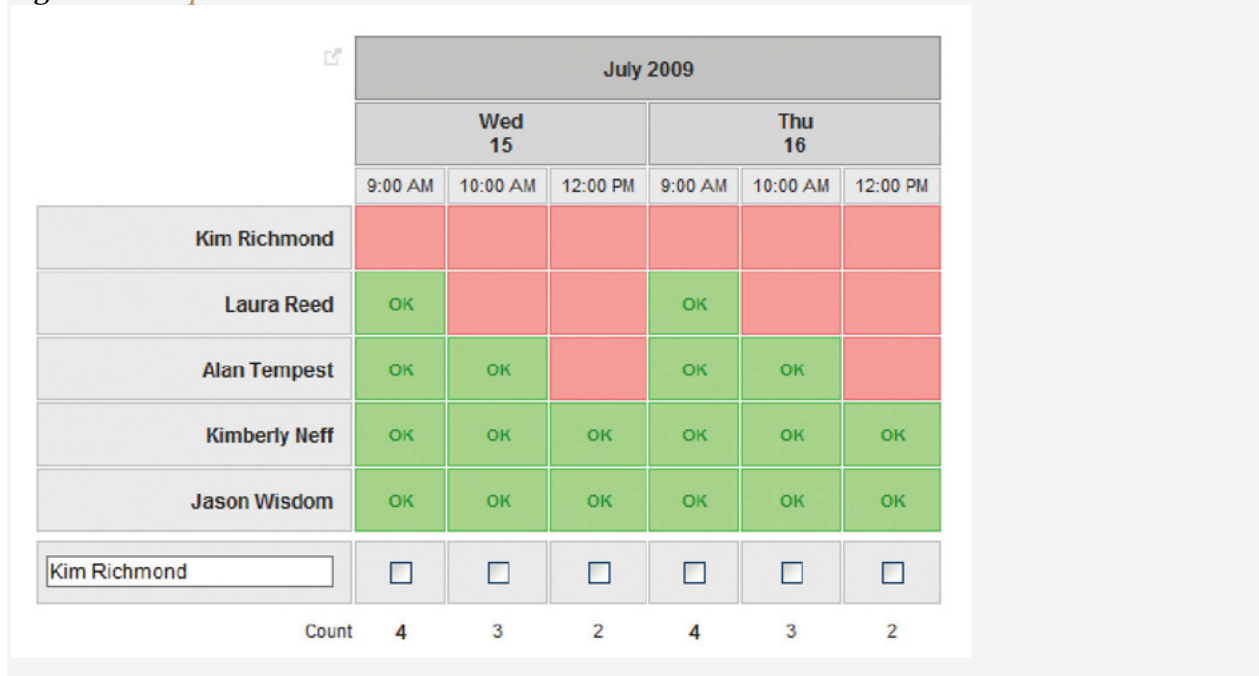 July 2009
Wed Thu
15 16
9:00 AM 10:00 AM 12:00 PM 9:00 AM 10:00 AM 12:00 PM
Kim Richmond
Laura Reed OK OK
Alan Tempest OK OK OK OK
Kimberly Neff OK OK OK OK OK OK
Jason Wisdom OK OK OK OK OK OK
Kim Richmond
Count 4 3 2 4 3 2